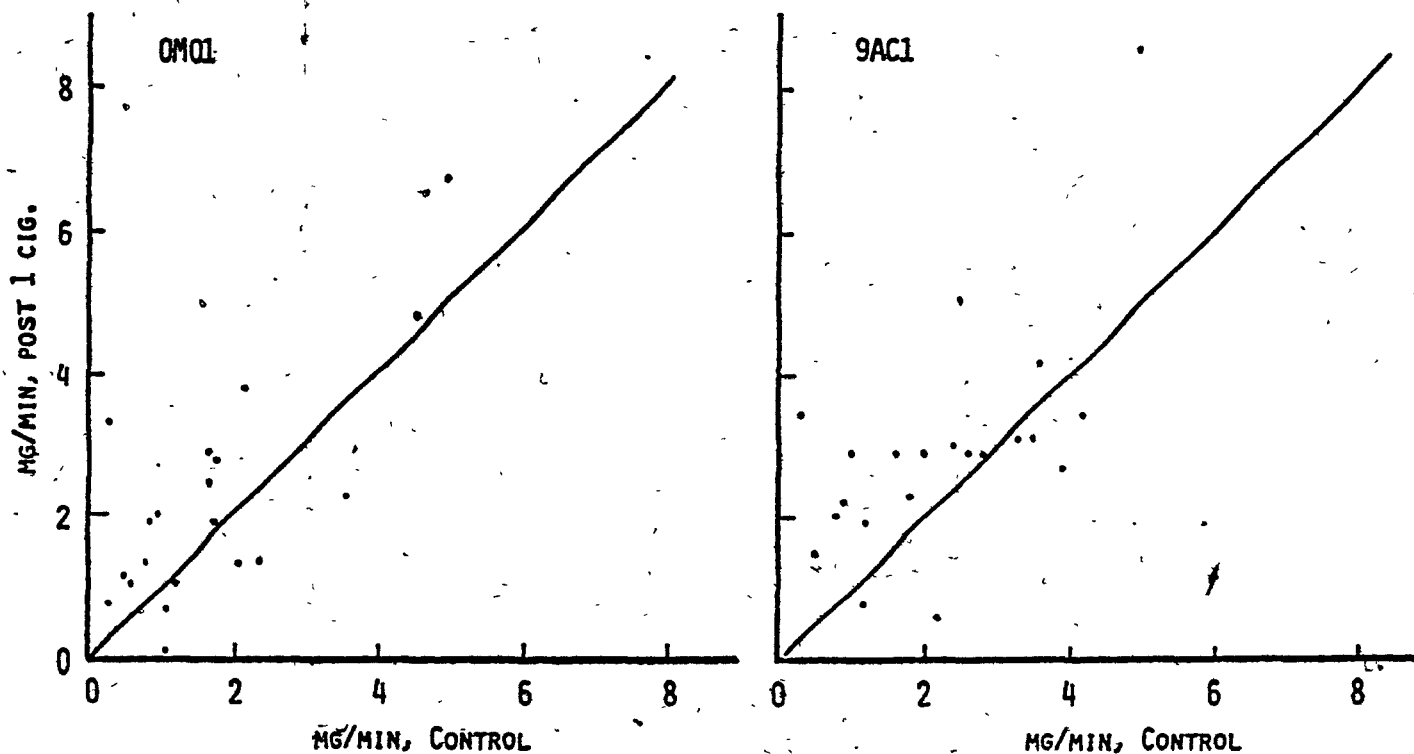 OMO1
9AC1
8
6
4
2
0
MG/MIN, POST 1 CIG.
0 2 4 6 8
0 2 4 6 8
MG/MIN, CONTROL
MG/MIN, CONTROL